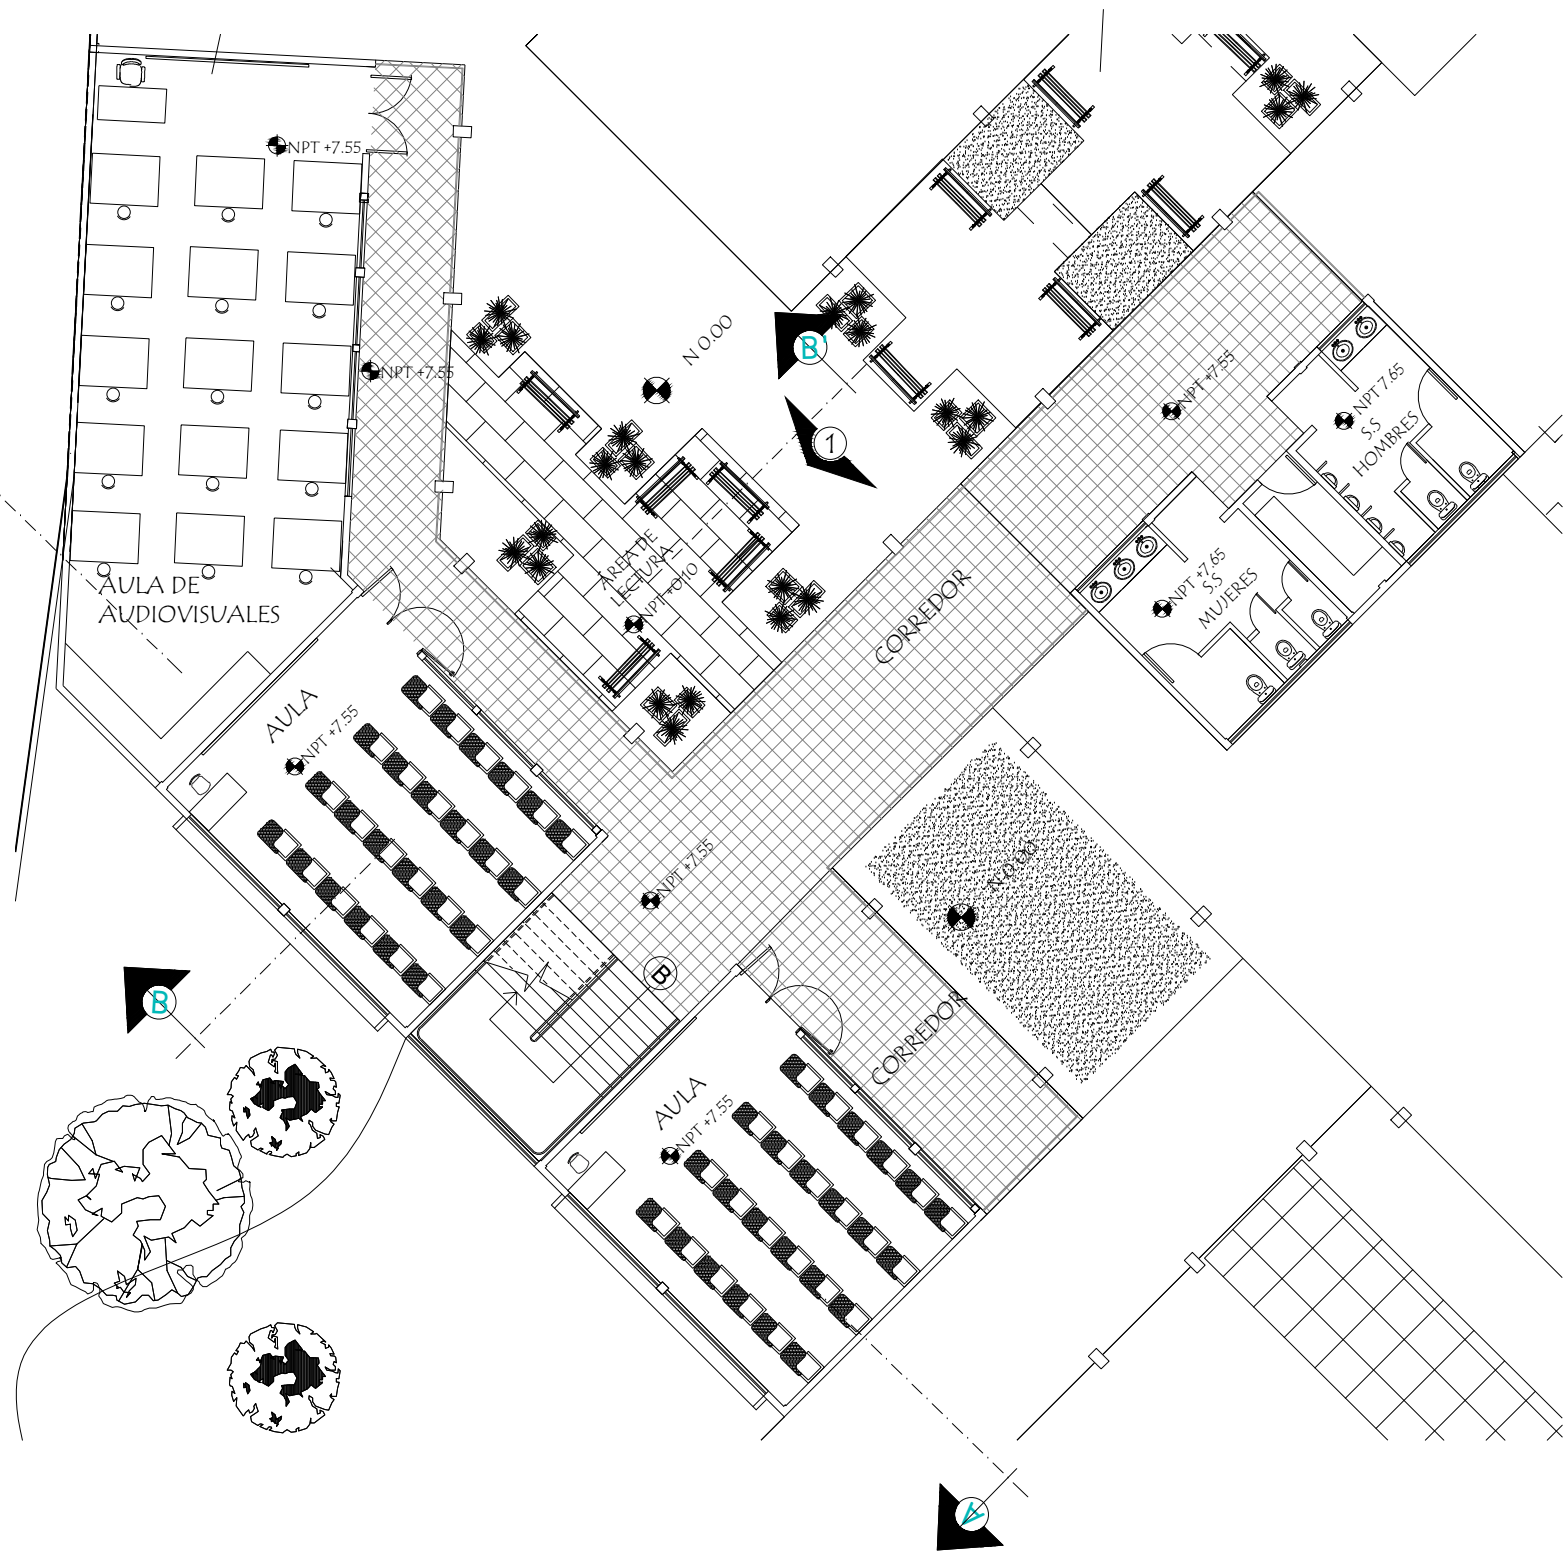 NPT +7.55
NPT +7.55
N 0.00
B'
1
NPT +7.55
NPT 7.65
S.S
HOMBRES
ÁREA DE
LECTURA
NPT +0.10
CORREDOR
NPT +7.65
S.S
MUJERES
AULA DE
AUDIOVISUALES
AULA
NPT +7.55
NPT +7.55
N 0.00
B
B
CORREDOR
AULA
NPT +7.55
A